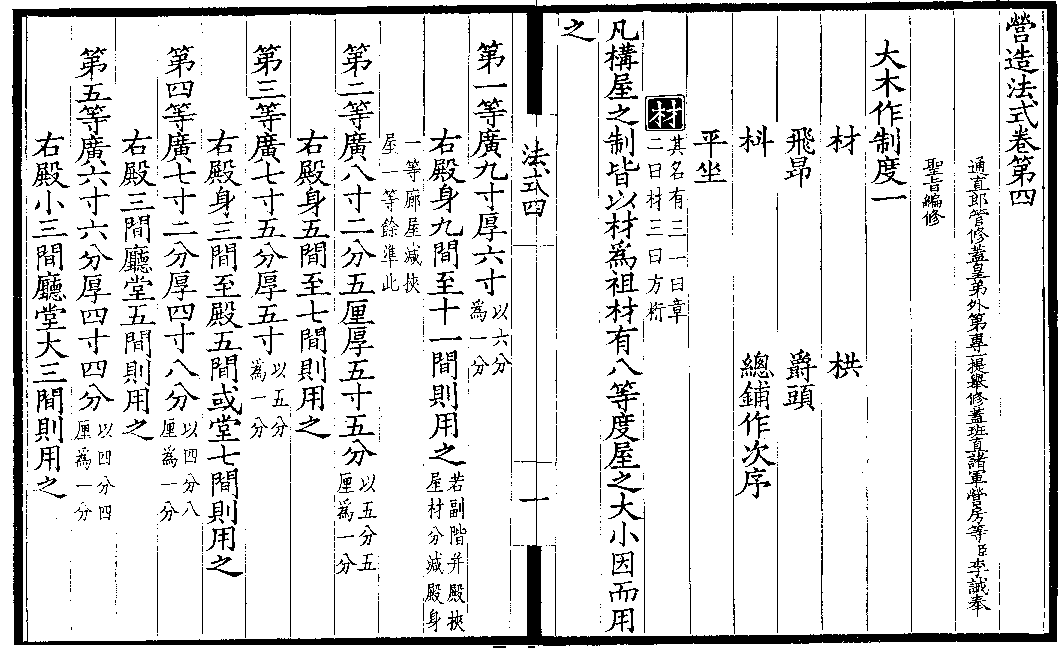 營造法式卷第四
通直郎管修蓋皇弟外第專一提舉修蓋班直諸軍營房等臣李誡奉
聖旨編修
大木作制度一
材 栱
飛昂 爵頭
枓 總鋪作次序
平坐
材
其名有三一曰章
二曰材三曰方桁
凡構屋之制皆以材爲祖材有八等度屋之大小因而用
之
法式四
一
第一等廣九寸厚六寸 以六分
爲一分
右殿身九間至十一間則用之 若副階并殿挾
屋材分減殿身
一等廊屋減挾
屋一等餘準此
第二等廣八寸二分五厘厚五寸五分 以五分五
厘爲一分
右殿身五間至七間則用之
第三等廣七寸五分厚五寸 以五分
爲一分
右殿身三間至殿五間或堂七間則用之
第四等廣七寸二分厚四寸八分 以四分八
厘爲一分
右殿三間廳堂五間則用之
第五等廣六寸六分厚四寸四分 以四分四
厘爲一分
右殿小三間廳堂大三間則用之